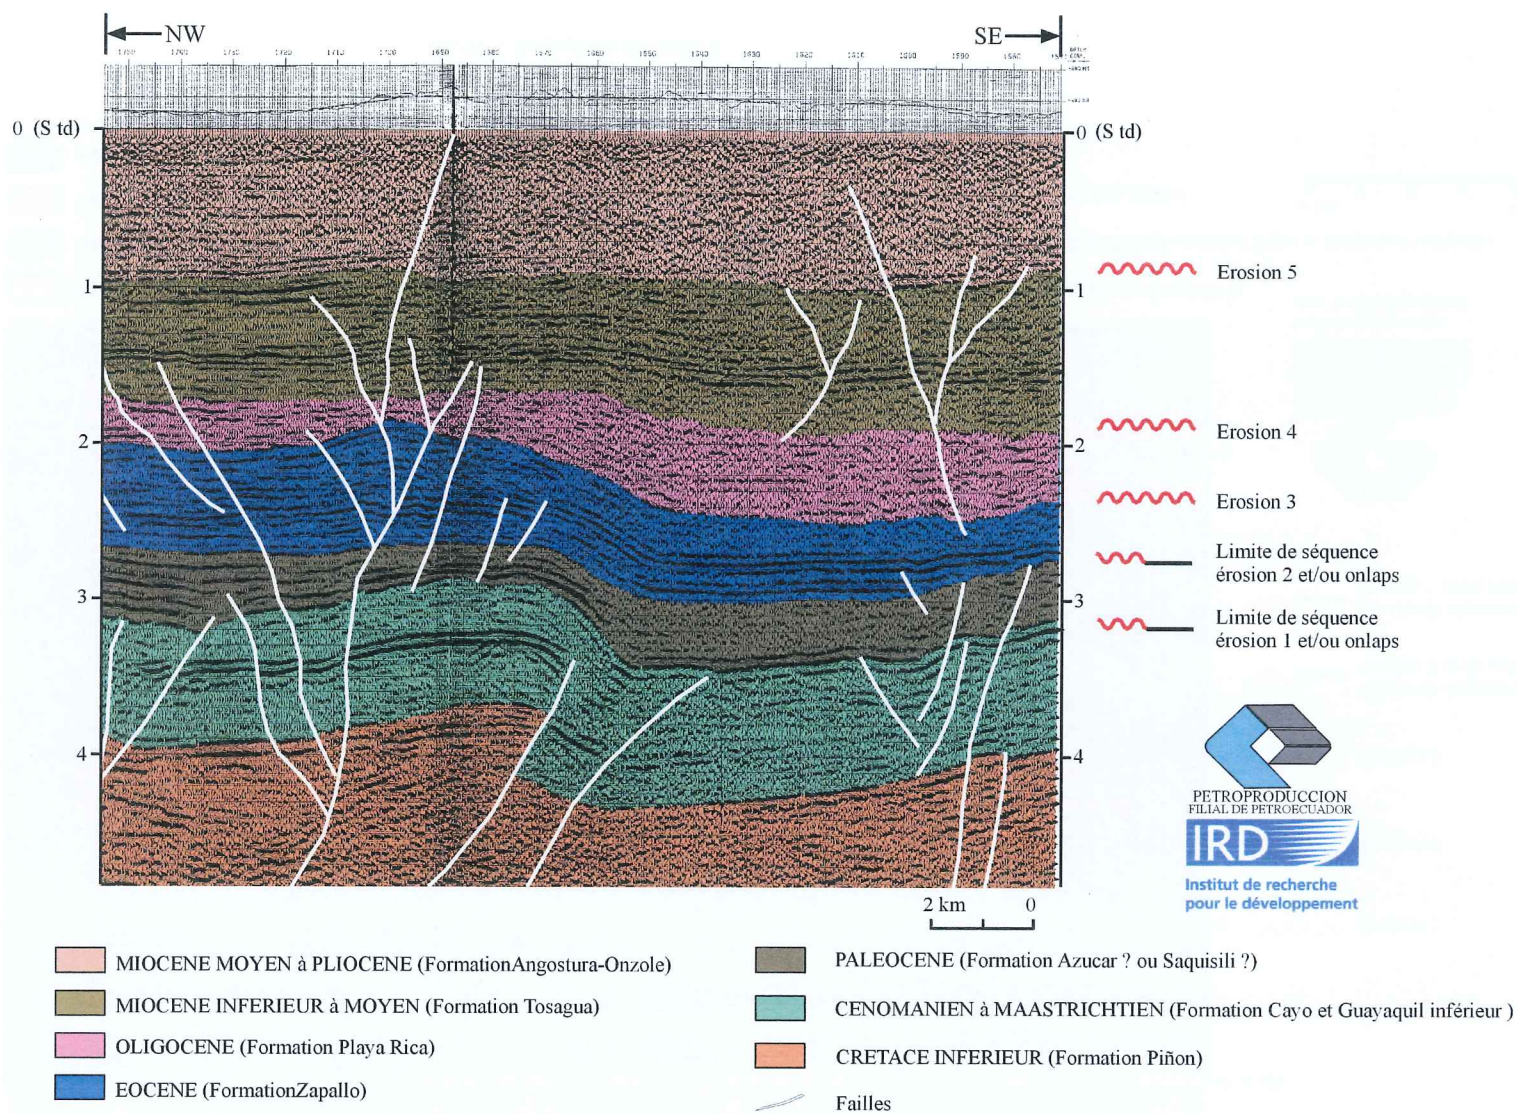 NW
SE
0 (S td)
0 (S td)
1
1
Erosion 5
2
2
Erosion 4
Erosion 3
Limite de séquence
érosion 2 et/ou onlaps
3
3
Limite de séquence
érosion 1 et/ou onlaps
4
4
PETROPRODUCCION
FILIAL DE PETROECUADOR
IRD
Institut de recherche
pour le développement
2 km 0
MIOCENE MOYEN à PLIOCENE (FormationAngostura-Onzole)
MIOCENE INFERIEUR à MOYEN (Formation Tosagua)
OLIGOCENE (Formation Playa Rica)
EOCENE (FormationZapallo)
PALEOCENE (Formation Azucar ? ou Saquisili ?)
CENOMANIEN à MAASTRICHTIEN (Formation Cayo et Guayaquil inférieur )
CRETACE INFERIEUR (Formation Piñon)
Failles